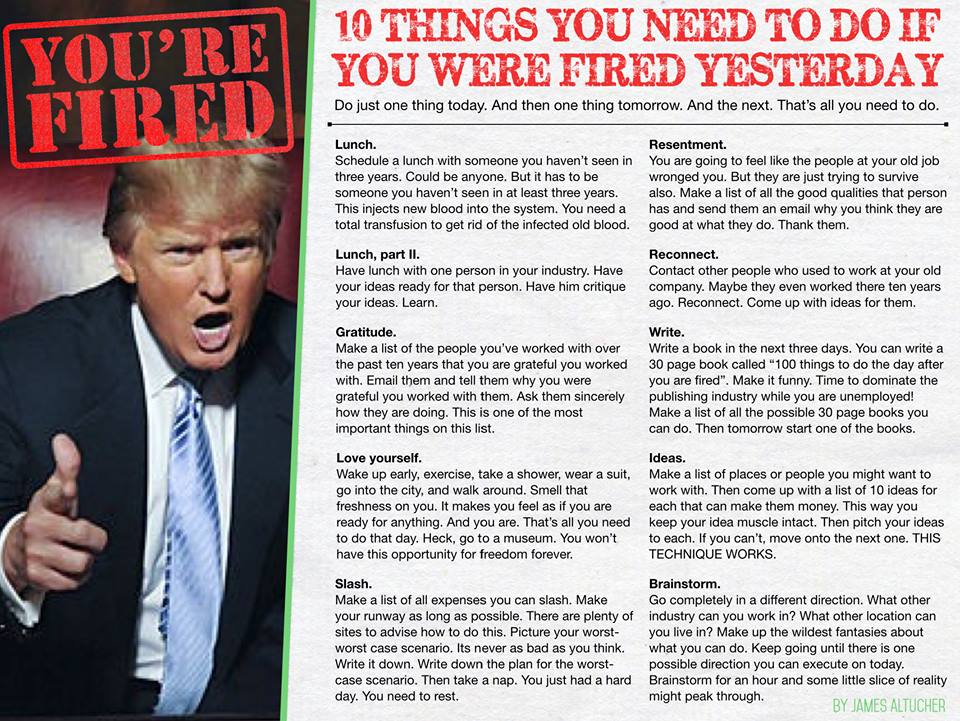 YOU'RE
FIRED
10 THINGS YOU NEED TO DO IF
YOU WERE FIRED YESTERDAY
Do just one thing today. And then one thing tomorrow. And the next. That's all you need to do.
Lunch.
Schedule a lunch with someone you haven't seen in
three years. Could be anyone. But it has to be
someone you haven't seen in at least three years.
This injects new blood into the system. You need a
total transfusion to get rid of the infected old blood.
Lunch, part II.
Have lunch with one person in your industry. Have
your ideas ready for that person. Have him critique
your ideas. Learn.
Gratitude.
Make a list of the people you've worked with over
the past ten years that you are grateful you worked
with. Email them and tell them why you were
grateful you worked with them. Ask them sincerely
how they are doing. This is one of the most
important things on this list.
Love yourself.
Wake up early, exercise, take a shower, wear a suit,
go into the city, and walk around. Smell that
freshness on you. It makes you feel as if you are
ready for anything. And you are. That's all you need
to do that day. Heck, go to a museum. You won't
have this opportunity for freedom forever.
Slash.
Make a list of all expenses you can slash. Make
your runway as long as possible. There are plenty of
sites to advise how to do this. Picture your worst-
worst case scenario. Its never as bad as you think.
Write it down. Write down the plan for the worst-
case scenario. Then take a nap. You just had a hard
day. You need to rest.
Resentment.
You are going to feel like the people at your old job
wronged you. But they are just trying to survive
also. Make a list of all the good qualities that person
has and send them an email why you think they are
good at what they do. Thank them.
Reconnect.
Contact other people who used to work at your old
company. Maybe they even worked there ten years
ago. Reconnect. Come up with ideas for them.
Write.
Write a book in the next three days. You can write a
30 page book called "100 things to do the day after
you are fired". Make it funny. Time to dominate the
publishing industry while you are unemployed!
Make a list of all the possible 30 page books you
can do. Then tomorrow start one of the books.
Ideas.
Make a list of places or people you might want to
work with. Then come up with a list of 10 ideas for
each that can make them money. This way you
keep your idea muscle intact. Then pitch your ideas
to each. If you can't, move onto the next one. THIS
TECHNIQUE WORKS.
Brainstorm.
Go completely in a different direction. What other
industry can you work in? What other location can
you live in? Make up the wildest fantasies about
what you can do. Keep going until there is one
possible direction you can execute on today.
Brainstorm for an hour and some little slice of reality
might peak through.
BY JAMES ALTUCHER